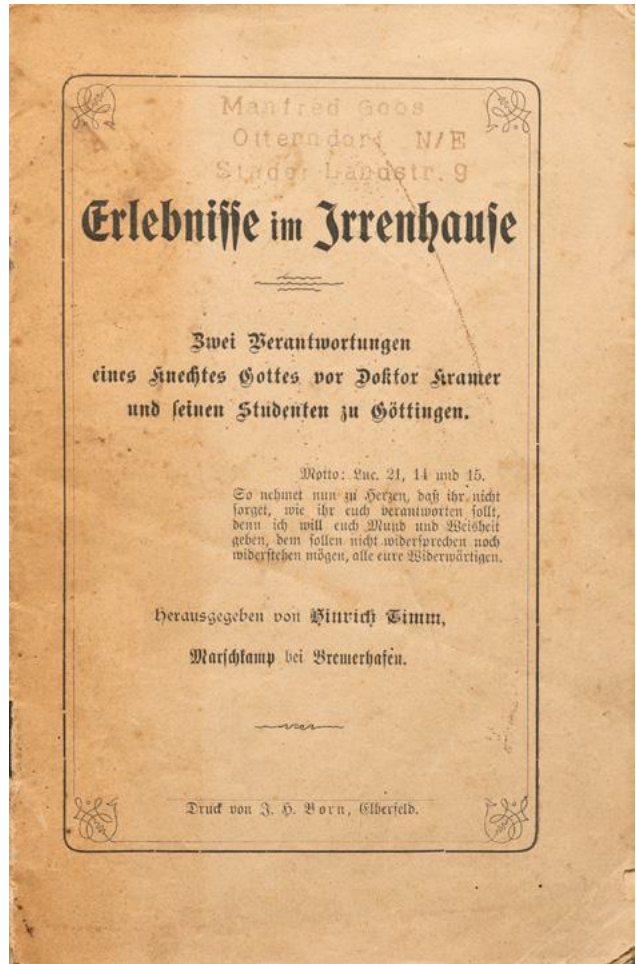 Manfred Goos
Otterndorf N/E
Stader Landstr. 9
Erlebnisse im Irrenhause
Zwei Verantwortungen
eines Knechtes Gottes vor Doktor Kramer
und seinen Studenten zu Göttingen.
Motto: Luc. 21, 14 und 15.
So nehmet nun zu Herzen, daß ihr nicht
sorget, wie ihr euch verantworten sollt,
denn ich will euch Mund und Weisheit
geben, dem sollen nicht widersprechen noch
widerstehen mögen, alle eure Widerwärtigen.
Herausgegeben von Hinrich Timm,
Marschkamp bei Bremerhafen.
Druck von J. H. Born, Elberfeld.